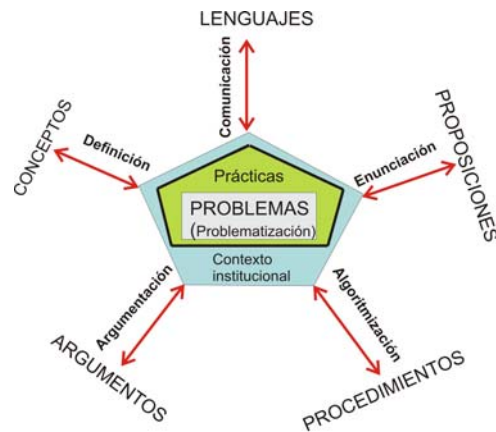 LENGUAJES
Comunicación
CONCEPTOS
Definición
PROPOSICIONES
Enunciación
Prácticas
PROBLEMAS
(Problematización)
Contexto
institucional
Argumentación
ARGUMENTOS
Algoritmización
PROCEDIMIENTOS